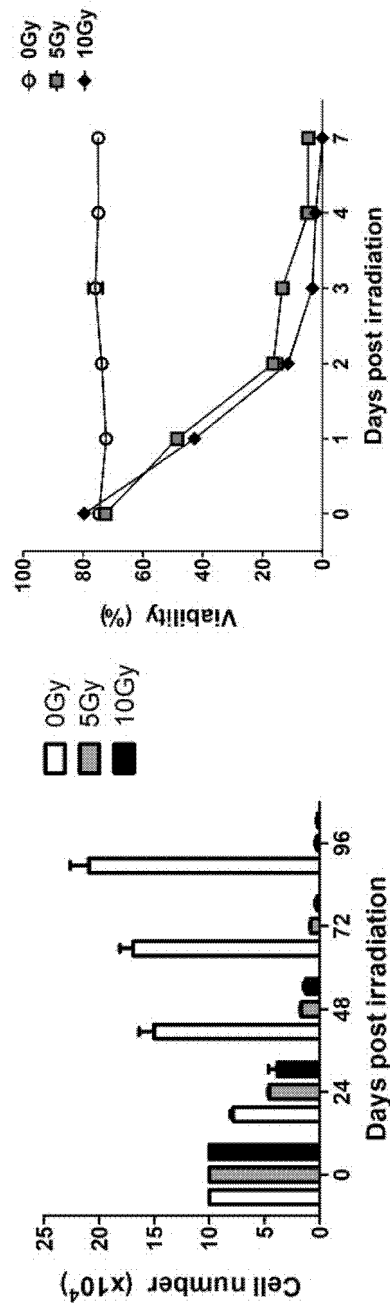 Cell number (x10⁴)
25
20
15
10
5
0
0
24
48
72
96
Days post irradiation
0Gy
5Gy
10Gy
Viability (%)
100
80
60
40
20
0
0
1
2
3
4
7
Days post irradiation
0Gy
5Gy
10Gy